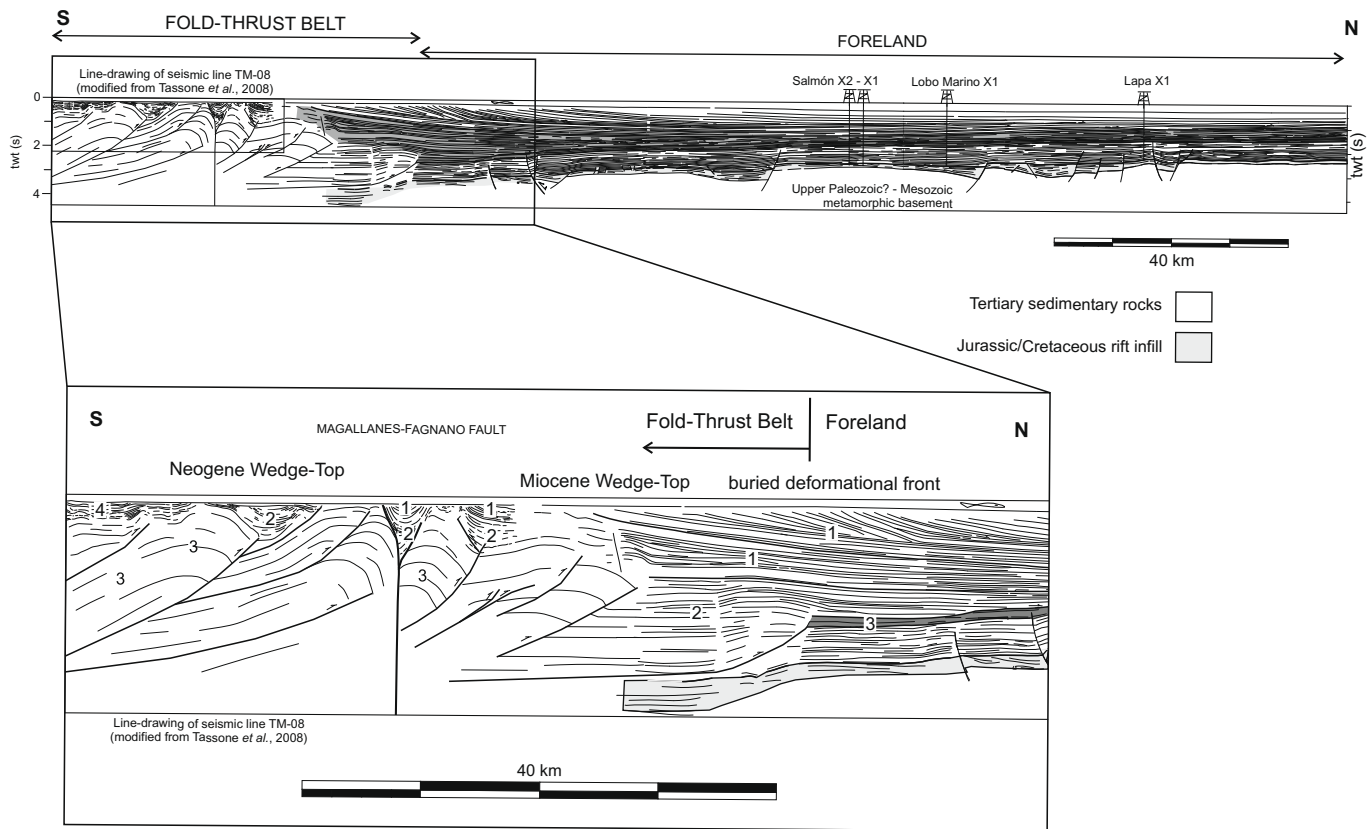 S
FOLD-THRUST BELT
FORELAND
N
Line-drawing of seismic line TM-08
(modified from Tassone et al., 2008)
Salmón X2 - X1
Lobo Marino X1
Lapa X1
0
2
4
twt (s)
twt (s)
Upper Paleozoic? - Mesozoic
metamorphic basement
40 km
Tertiary sedimentary rocks
Jurassic/Cretaceous rift infill
S
MAGALLANES-FAGNANO FAULT
Fold-Thrust Belt
Foreland
N
Neogene Wedge-Top
Miocene Wedge-Top
buried deformational front
4
2
1
1
2
2
3
3
3
1
1
2
3
Line-drawing of seismic line TM-08
(modified from Tassone et al., 2008)
40 km